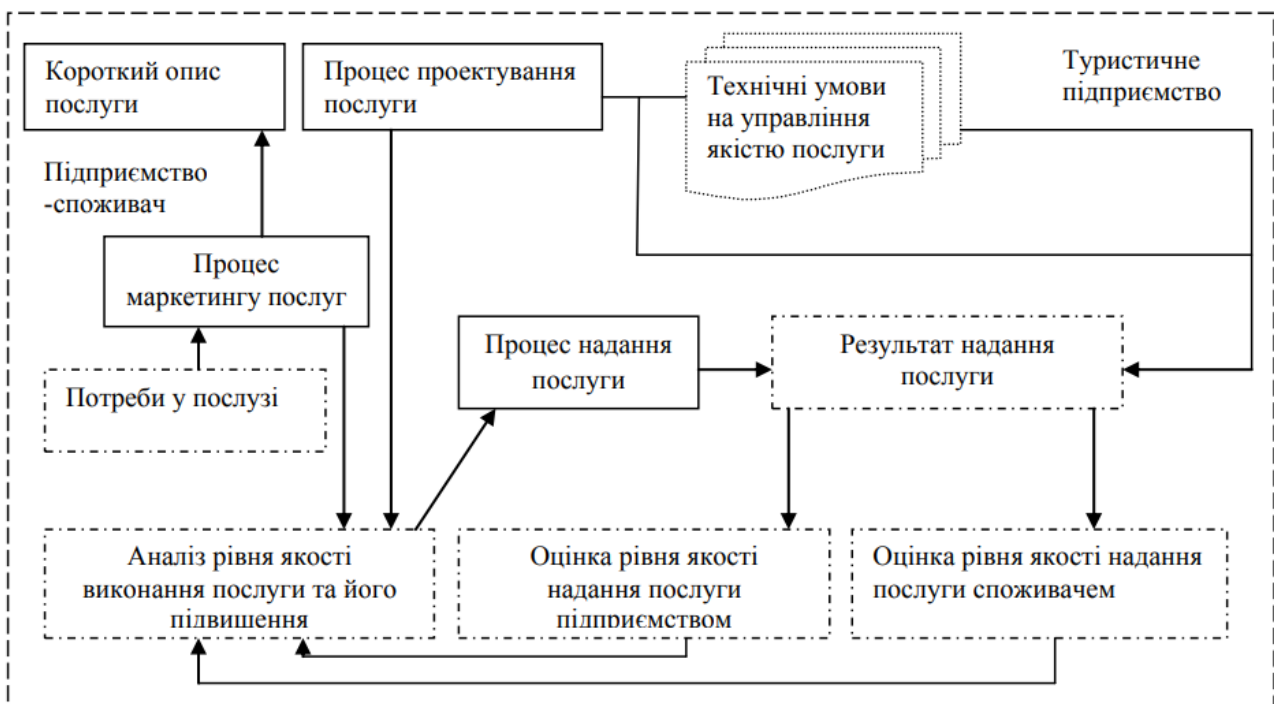 Короткий опис
послуги
Процес проектування
послуги
Технічні умови
на управління
якістю послуги
Туристичне
підприємство
Підприємство
-споживач
Процес
маркетингу послуг
Потреби у послузі
Процес надання
послуги
Результат надання
послуги
Аналіз рівня якості
виконання послуги та його
підвишення
Оцінка рівня якості
надання послуги
підприємством
Оцінка рівня якості надання
послуги споживачем